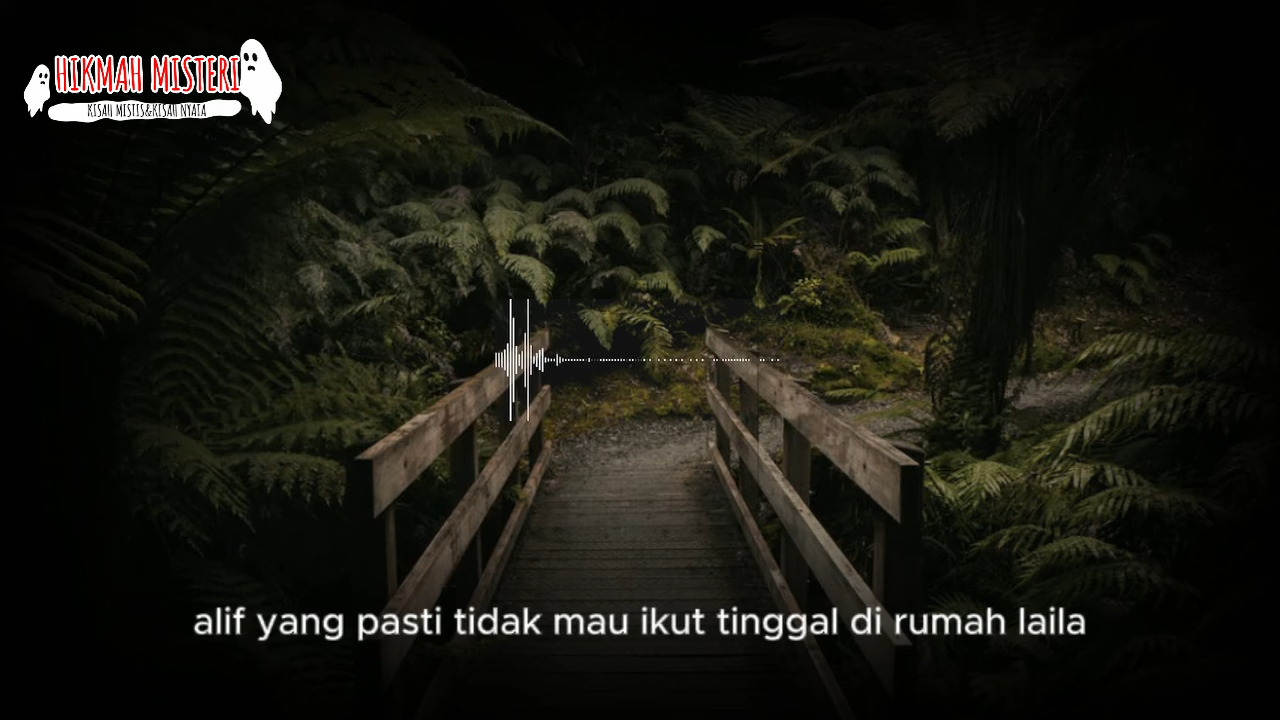 HIKMAH MISTERI
KISAH MISTIS&KISAH NYATA
alif yang pasti tidak mau ikut tinggal di rumah laila